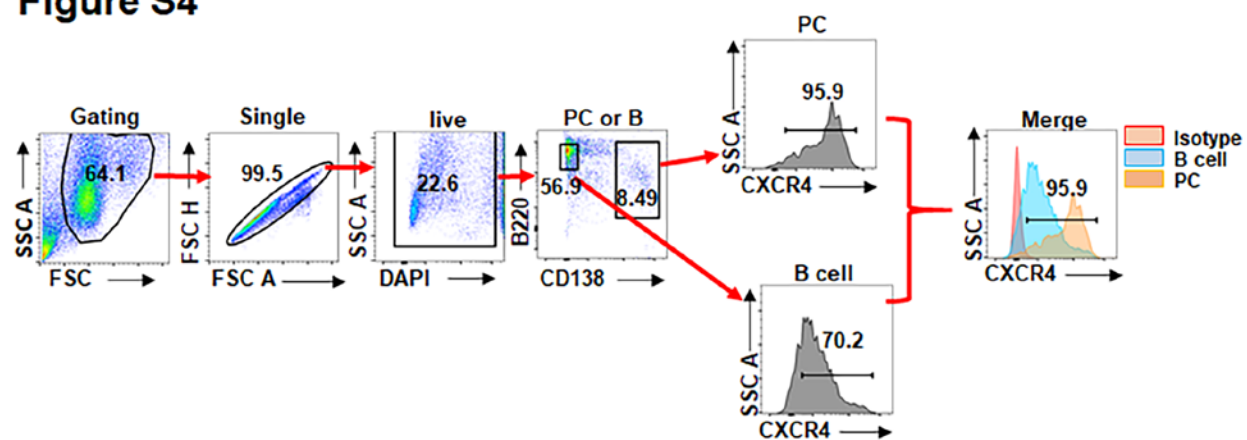 Figure S4
Gating
64.1
SSC A
FSC
Single
99.5
FSC H
FSC A
live
22.6
SSC A
DAPI
PC or B
56.9
8.49
B220
CD138
PC
95.9
SSC A
CXCR4
B cell
70.2
SSC A
CXCR4
Merge
95.9
SSC A
CXCR4
Isotype
B cell
PC